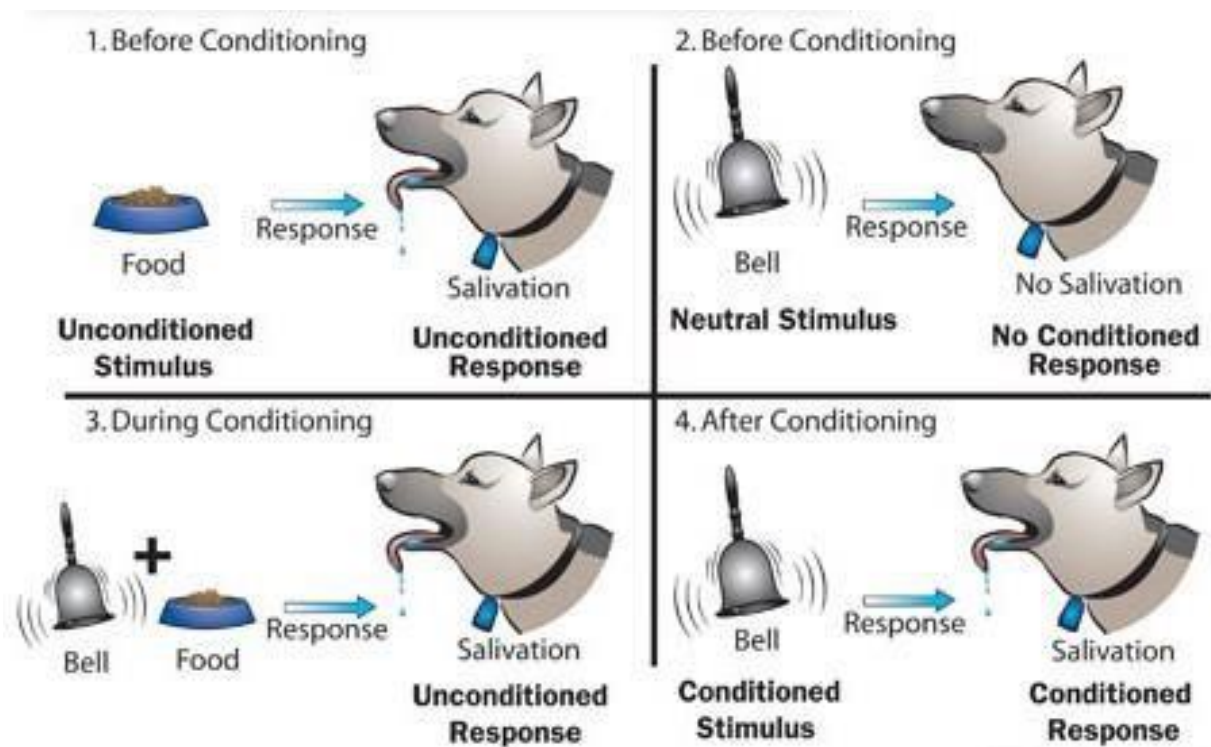 1. Before Conditioning
Response
Food
Salivation
Unconditioned
Stimulus
Unconditioned
Response
2. Before Conditioning
Response
Bell
No Salivation
Neutral Stimulus
No Conditioned
Response
3. During Conditioning
+
Response
Bell
Food
Salivation
Unconditioned
Response
4. After Conditioning
Response
Bell
Salivation
Conditioned
Stimulus
Conditioned
Response